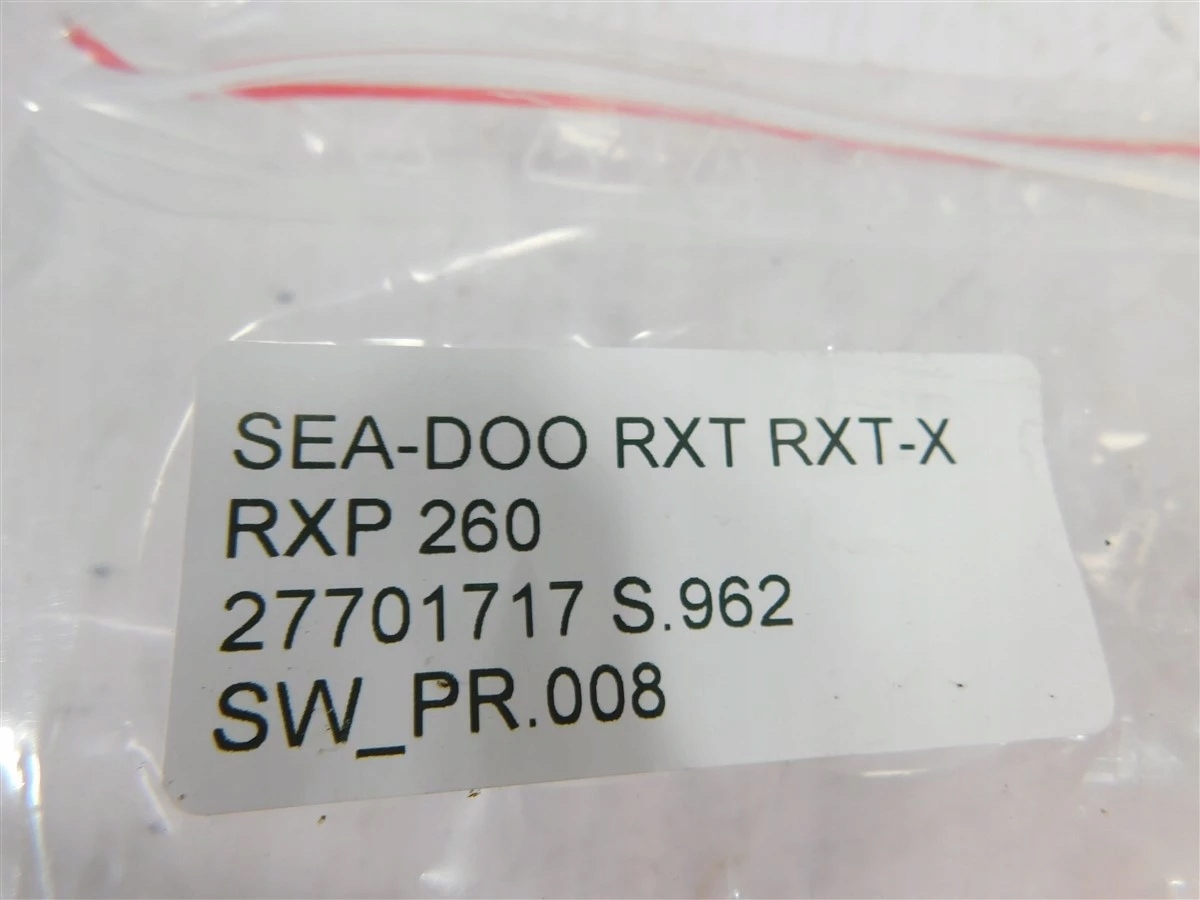 SEA-DOO RXT RXT-X
RXP 260
27701717 S.962
SW_PR.008